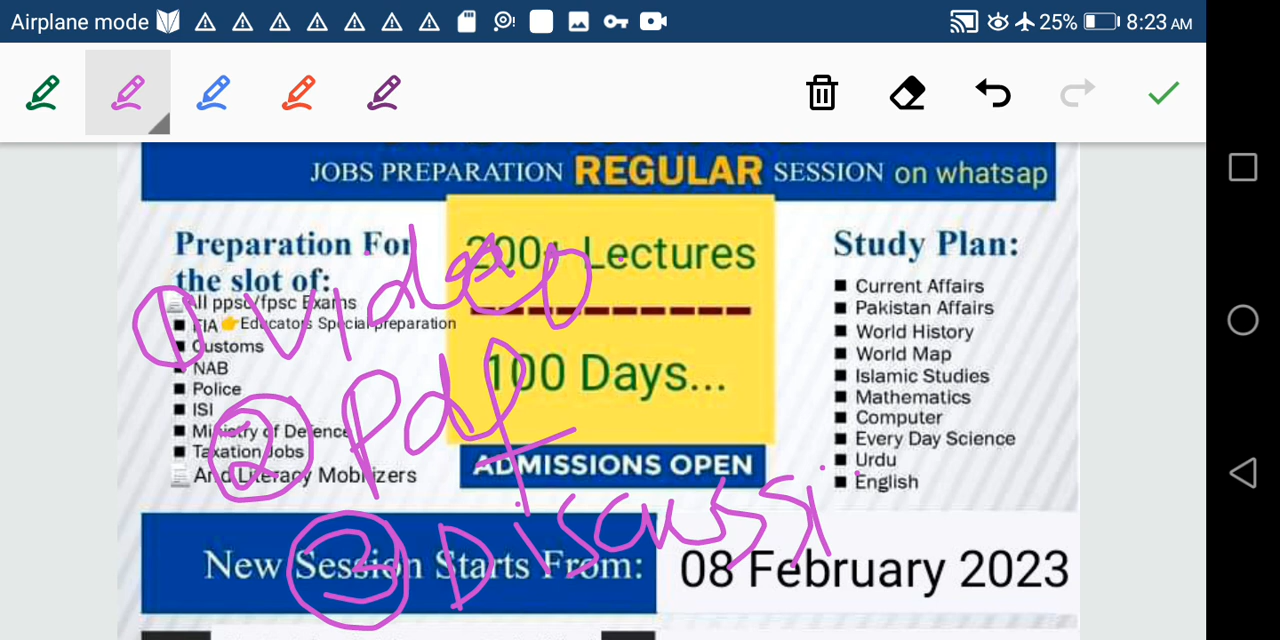 Airplane mode 25% 8:23 AM
JOBS PREPARATION REGULAR SESSION on whatsap
Preparation For
the slot of:
All ppsc/fpsc Exams
FIA 👉Educators Special preparation
Customs
NAB
Police
ISI
Ministry of Defence
Taxation Jobs
And Literacy Mobilizers
200+ Lectures
100 Days...
ADMISSIONS OPEN
Study Plan:
Current Affairs
Pakistan Affairs
World History
World Map
Islamic Studies
Mathematics
Computer
Every Day Science
Urdu
English
New Session Starts From: 08 February 2023
1 Video
2 Pdf
3 Discussi